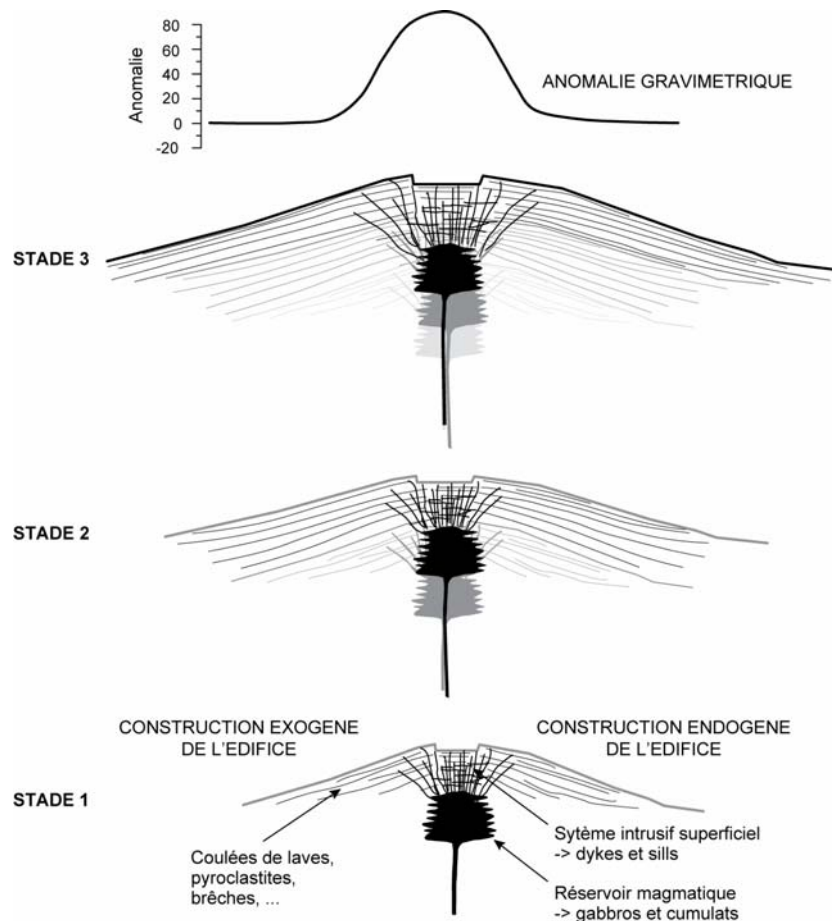 80
60
40
20
0
-20
Anomalie
ANOMALIE GRAVIMETRIQUE
STADE 3
STADE 2
CONSTRUCTION EXOGENE
DE L'EDIFICE
CONSTRUCTION ENDOGENE
DE L'EDIFICE
STADE 1
Coulées de laves,
pyroclastites,
brêches, ...
Sytème intrusif superficiel
-> dykes et sills
Réservoir magmatique
-> gabbros et cumulats